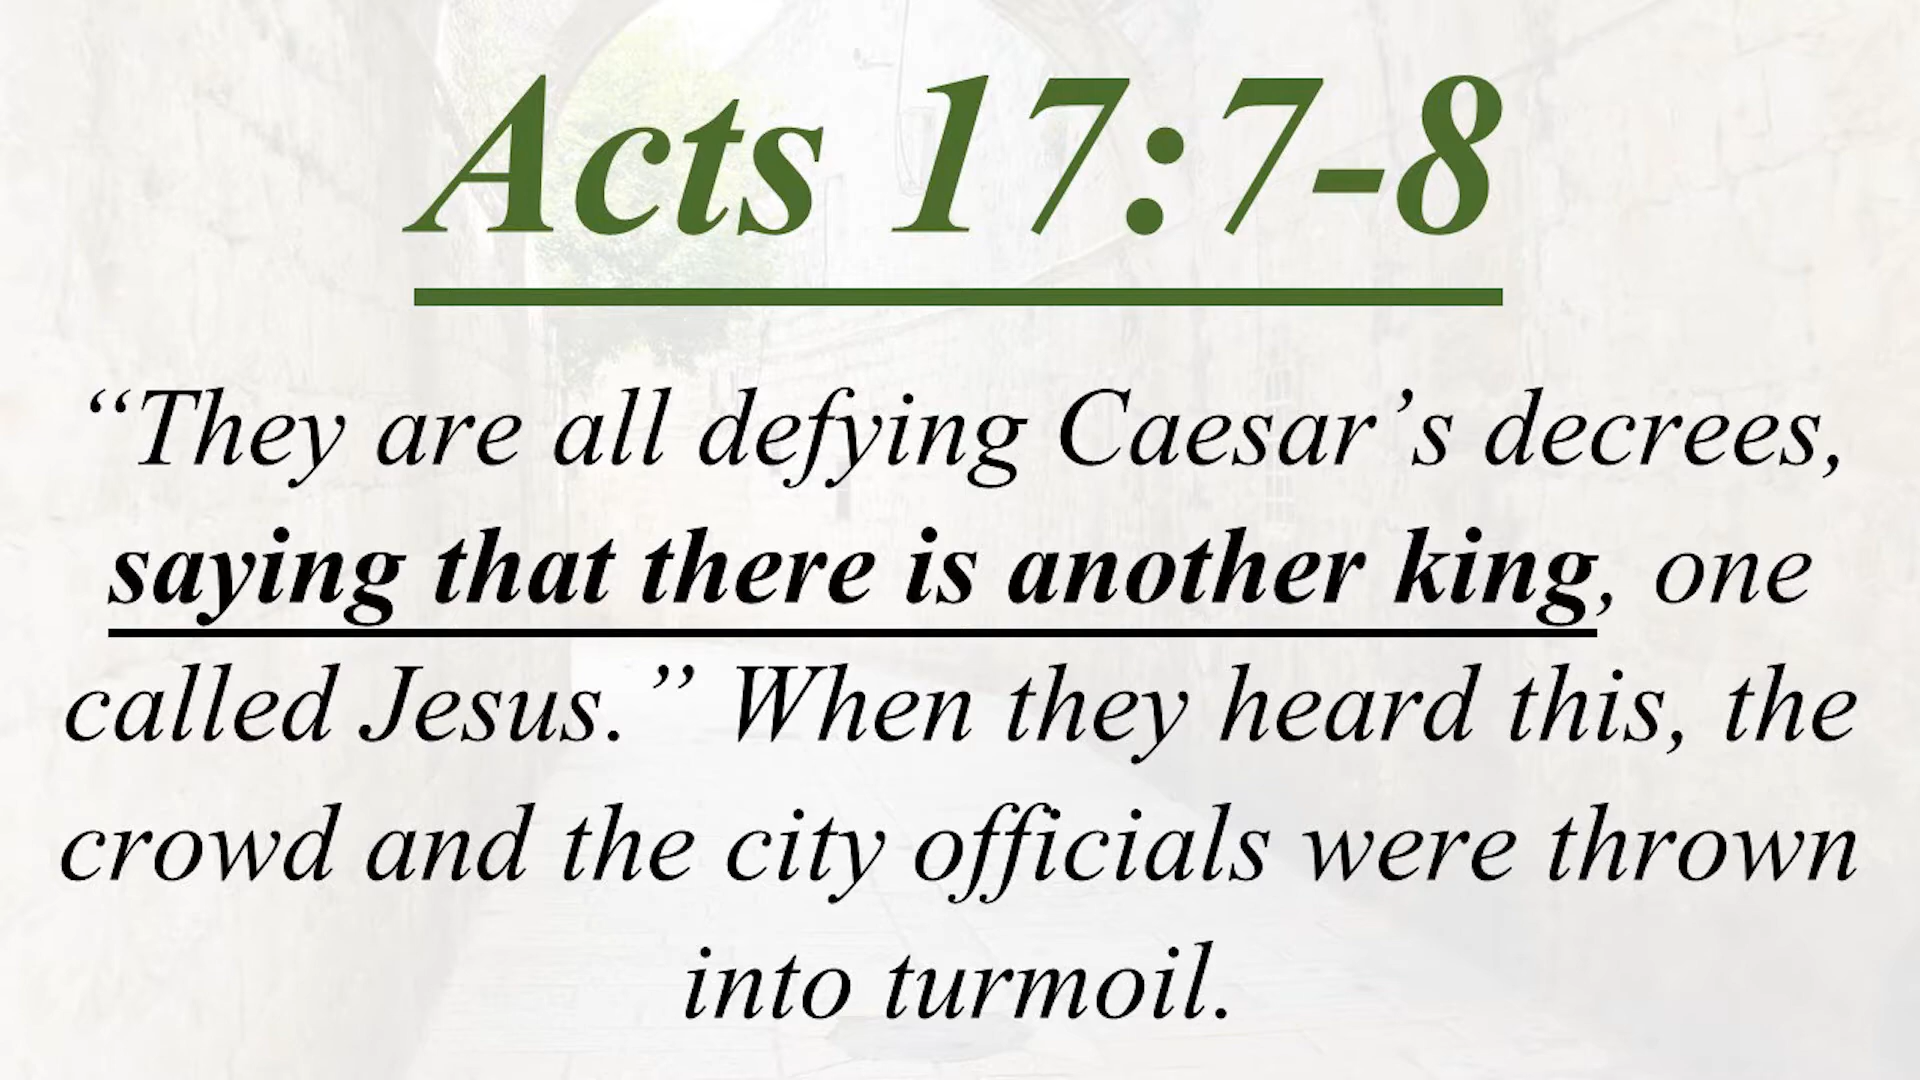 Acts 17:7-8
“They are all defying Caesar’s decrees,
saying that there is another king, one
called Jesus.” When they heard this, the
crowd and the city officials were thrown
into turmoil.